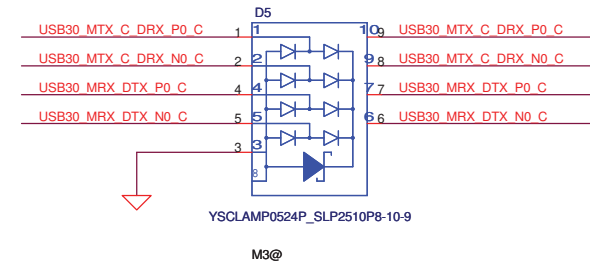 D5
USB30_MTX_C_DRX_P0_C 1 1 10 9 USB30_MTX_C_DRX_P0_C
USB30_MTX_C_DRX_N0_C 2 2 9 8 USB30_MTX_C_DRX_N0_C
USB30_MRX_DTX_P0_C 4 4 7 7 USB30_MRX_DTX_P0_C
USB30_MRX_DTX_N0_C 5 5 6 6 USB30_MRX_DTX_N0_C
3 3
8
YSCLAMP0524P_SLP2510P8-10-9
M3@